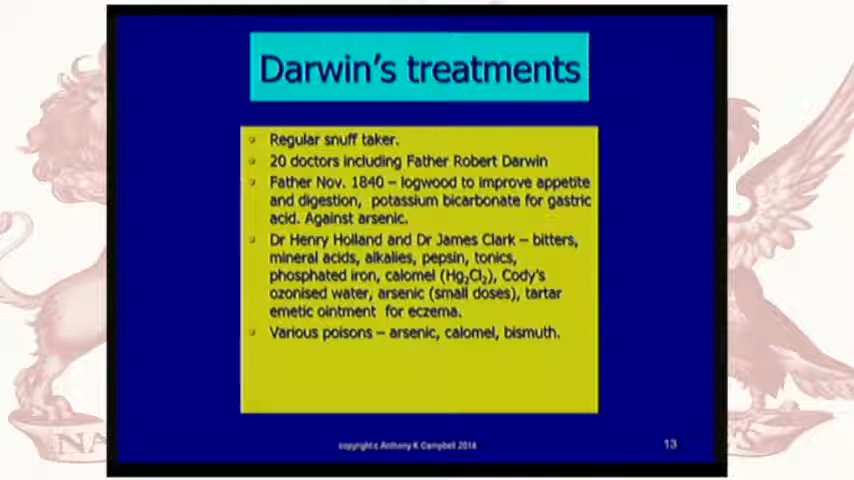 Darwin's treatments
Regular snuff taker.
20 doctors including Father Robert Darwin
Father Nov. 1840 – logwood to improve appetite
and digestion, potassium bicarbonate for gastric
acid. Against arsenic.
Dr Henry Holland and Dr James Clark – bitters,
mineral acids, alkalies, pepsin, tonics,
phosphated iron, calomel (Hg₂Cl₂), Cody's
ozonised water, arsenic (small doses), tartar
emetic ointment for eczema.
Various poisons – arsenic, calomel, bismuth.
copyright© Anthony K Campbell 2014
13
NA
S